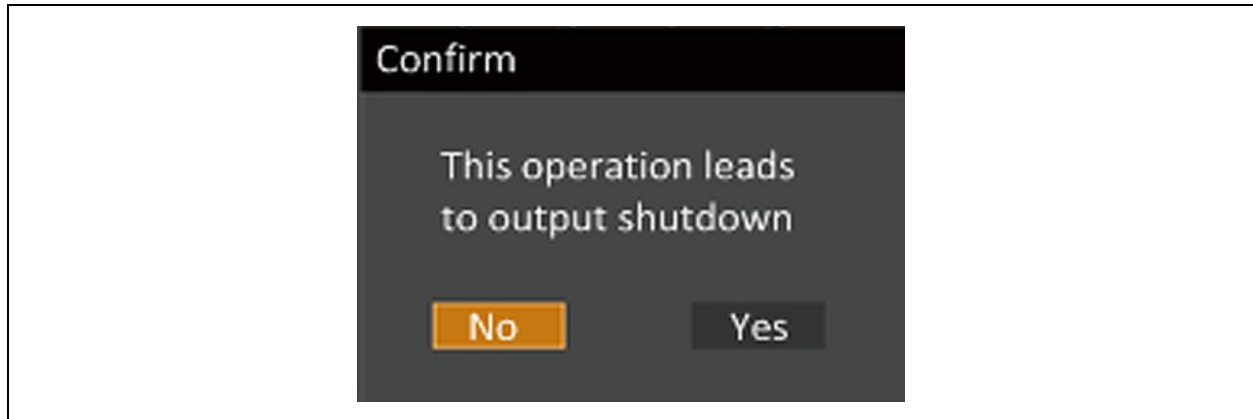 Confirm
This operation leads
to output shutdown
No Yes